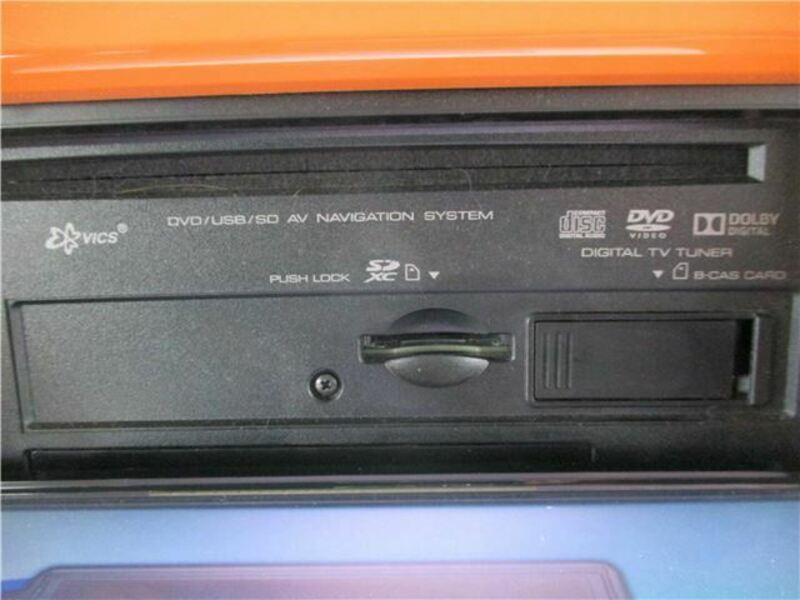 VICS®
DVD/USB/SD AV NAVIGATION SYSTEM
COMPACT disc DIGITAL AUDIO
DVD VIDEO
DOLBY DIGITAL
DIGITAL TV TUNER
PUSH LOCK SD XC ▼
▼ B-CAS CARD